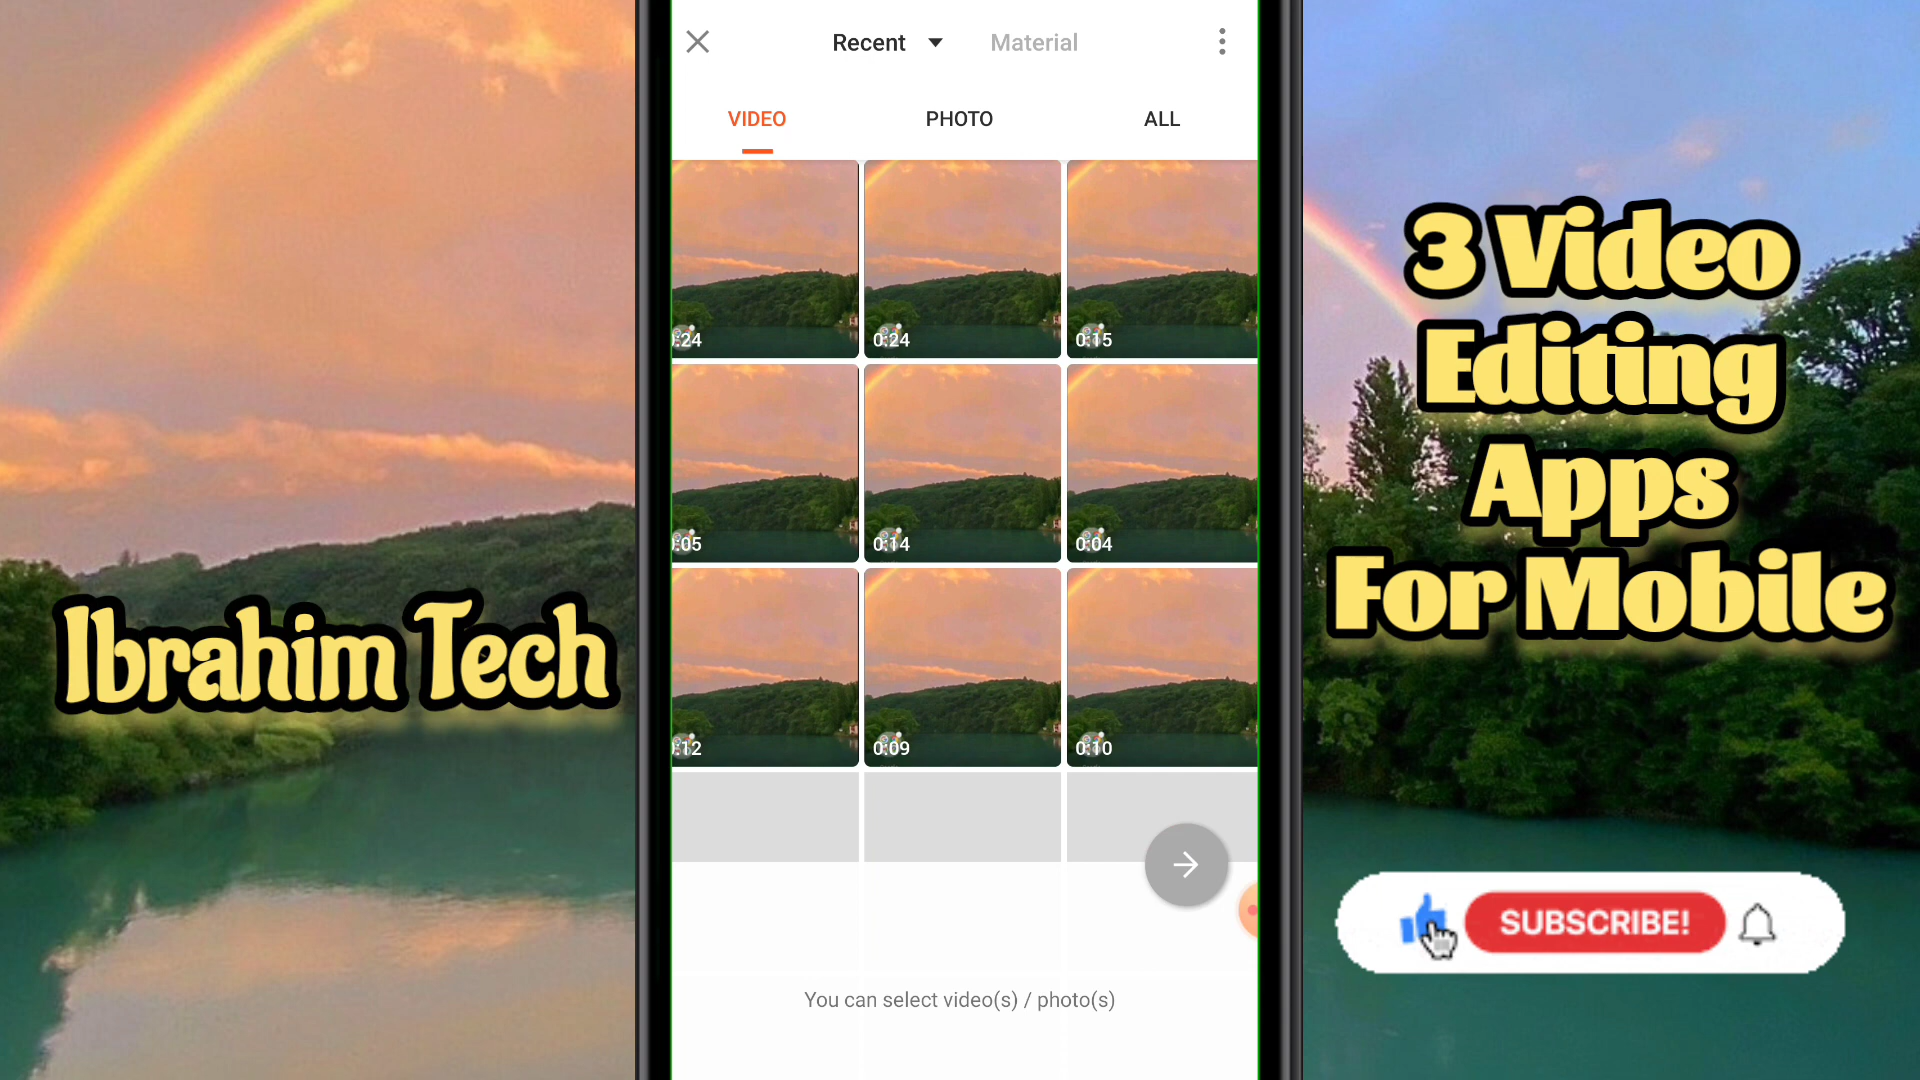 Recent
Material
VIDEO
PHOTO
ALL
:24
0:24
0:15
:05
0:14
0:04
:12
0:09
0:10
You can select video(s) / photo(s)
Ibrahim Tech
3 Video
Editing
Apps
For Mobile
SUBSCRIBE!